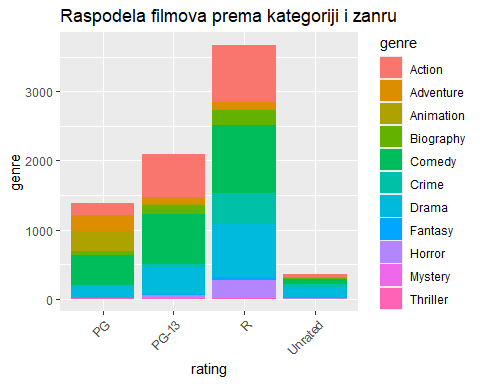 Raspodela filmova prema kategoriji i zanru
genre
3000
2000
1000
0
PG
PG-13
R
Unrated
rating
genre
Action
Adventure
Animation
Biography
Comedy
Crime
Drama
Fantasy
Horror
Mystery
Thriller